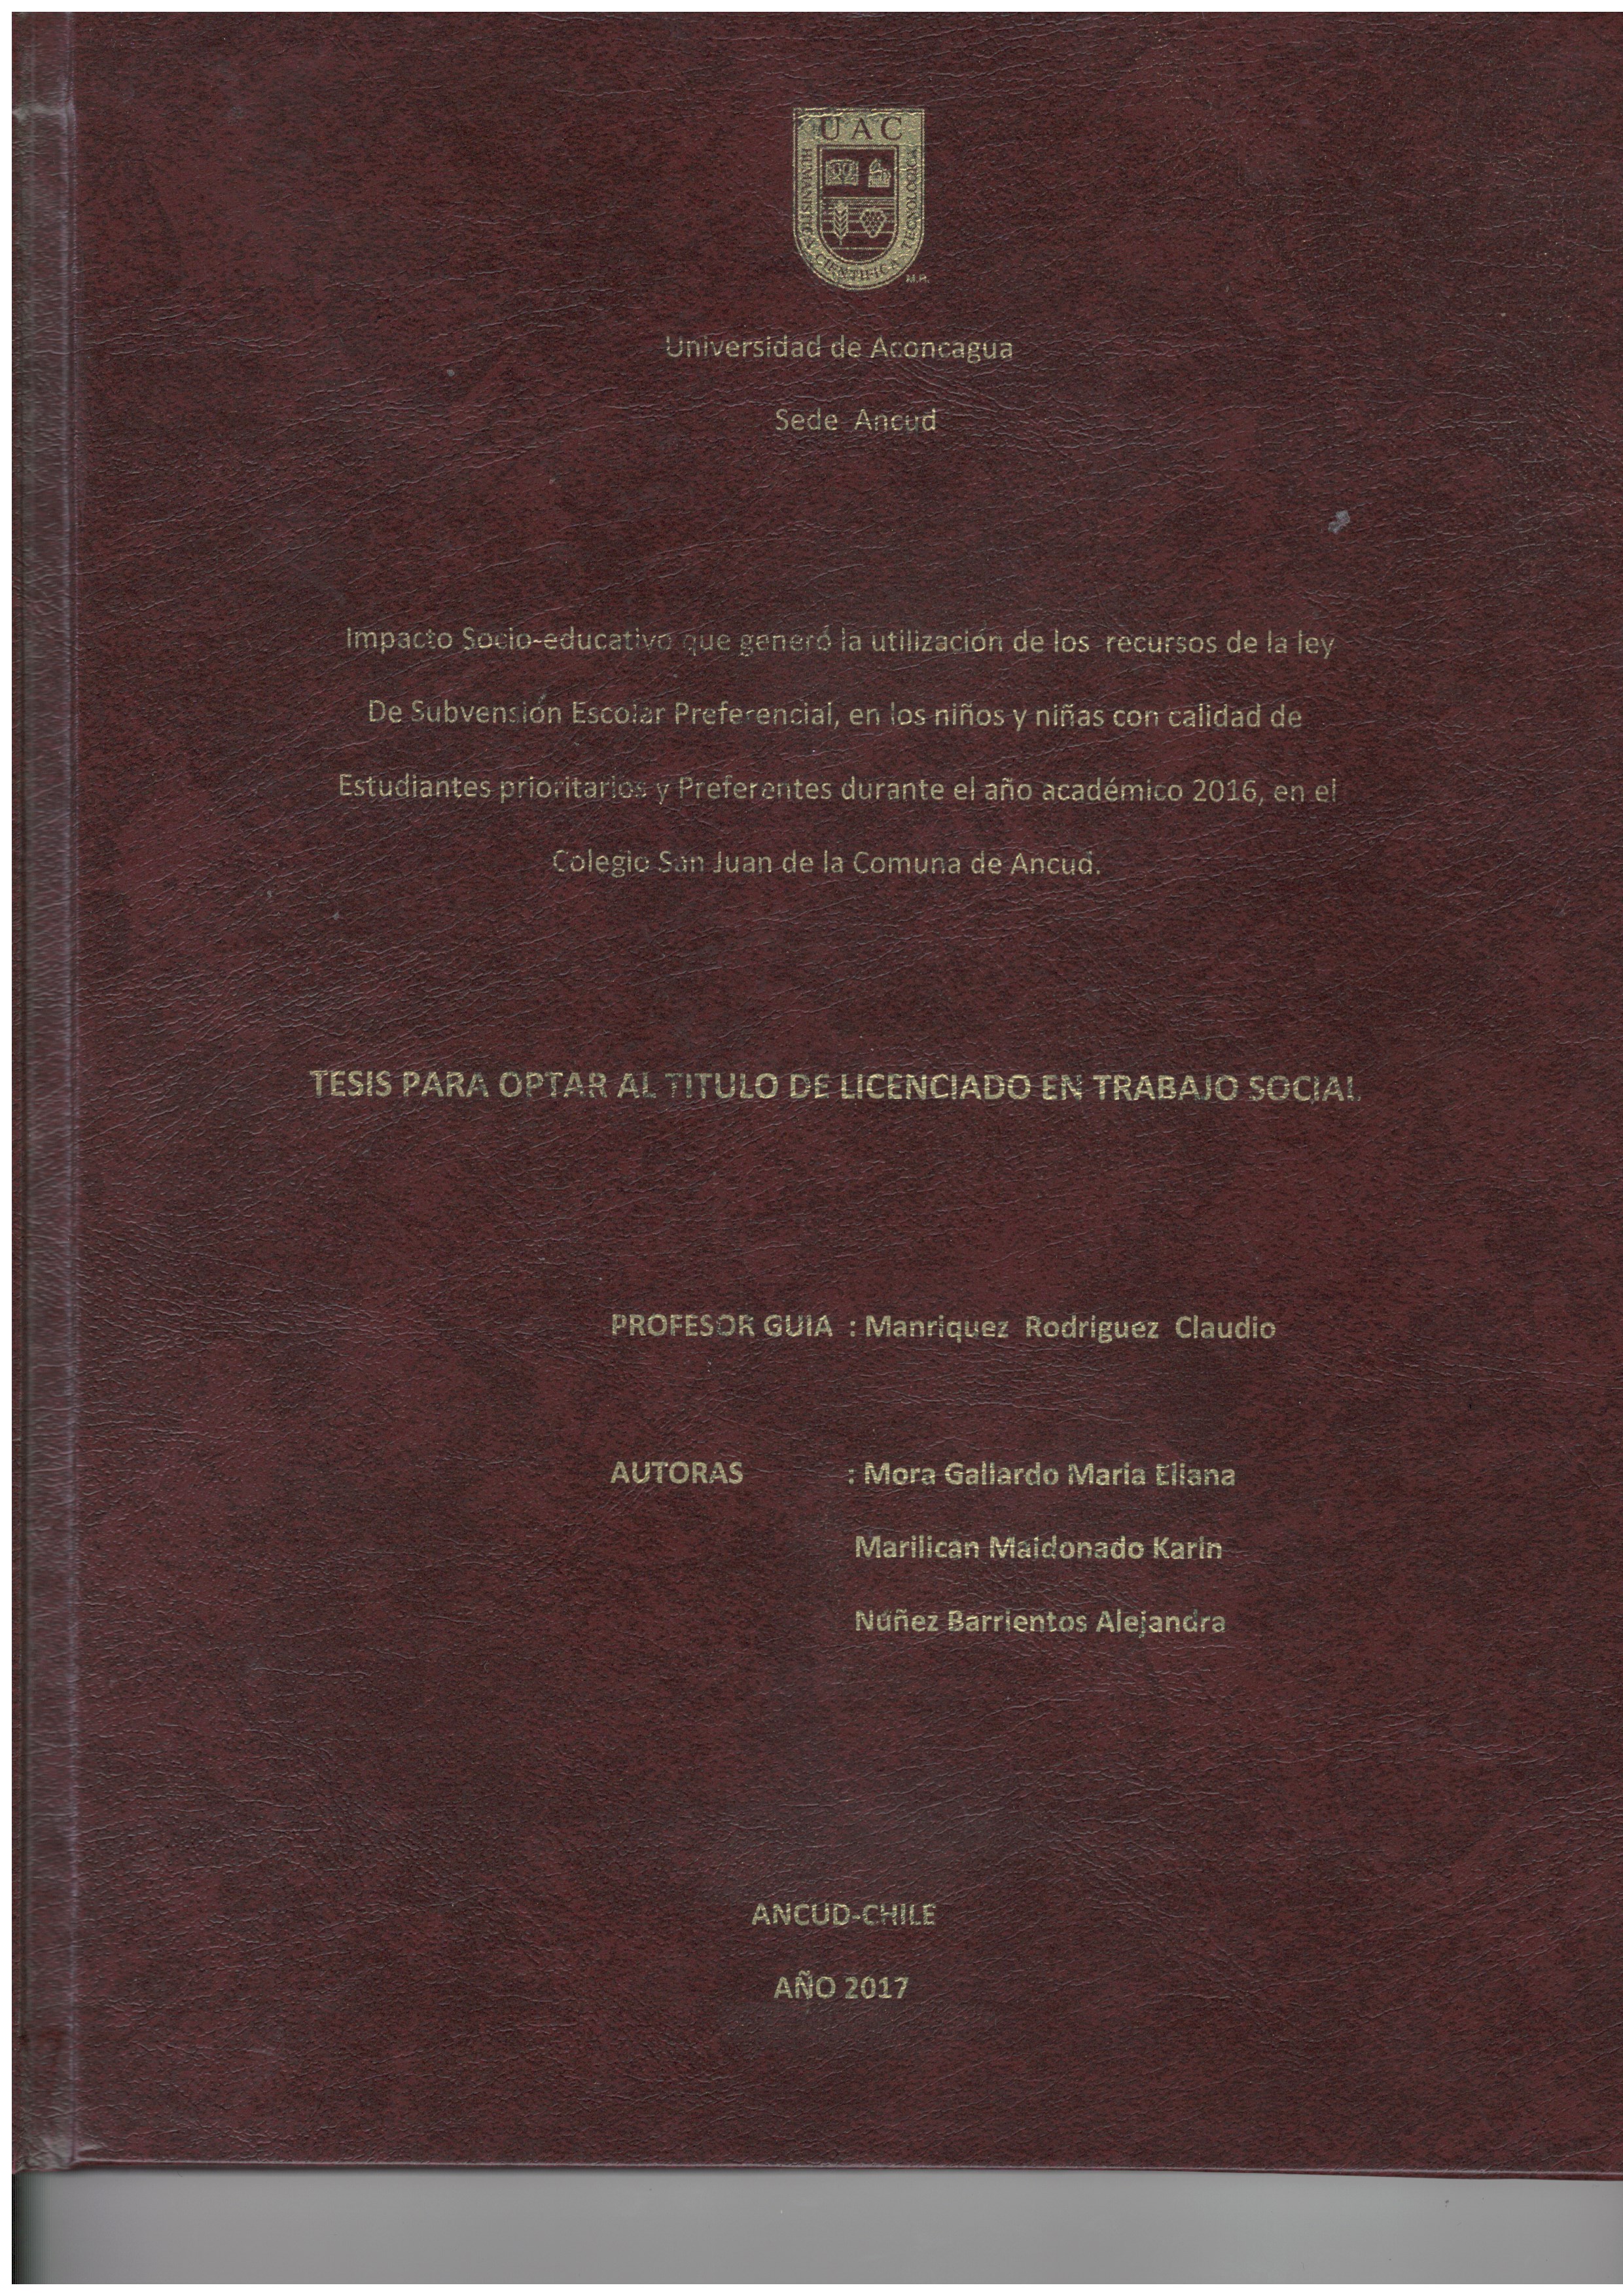 UAC
HUMANISTICA CIENTIFICA TECNOLOGICA
M.R.
Universidad de Aconcagua
Sede Ancud
Impacto Socio-educativo que generó la utilización de los recursos de la ley
De Subvensión Escolar Preferencial, en los niños y niñas con calidad de
Estudiantes prioritarios y Preferentes durante el año académico 2016, en el
Colegio San Juan de la Comuna de Ancud.
TESIS PARA OPTAR AL TITULO DE LICENCIADO EN TRABAJO SOCIAL
PROFESOR GUIA : Manriquez Rodriguez Claudio
AUTORAS : Mora Gallardo Maria Eliana
Marilican Maldonado Karin
Núñez Barrientos Alejandra
ANCUD-CHILE
AÑO 2017